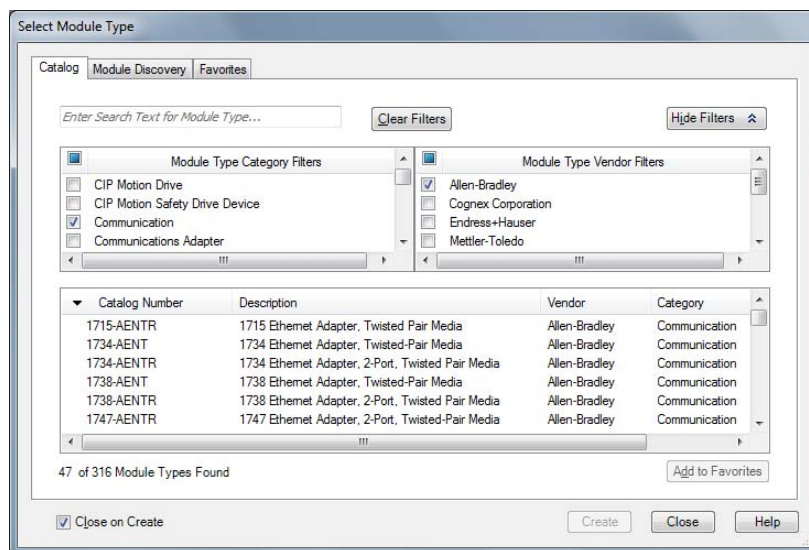 Select Module Type
Catalog Module Discovery Favorites
Enter Search Text for Module Type... Clear Filters Hide Filters
Module Type Category Filters Module Type Vendor Filters
CIP Motion Drive Allen-Bradley
CIP Motion Safety Drive Device Cognex Corporation
Communication Endress+Hauser
Communications Adapter Mettler-Toledo
Catalog Number Description Vendor Category
1715-AENTR 1715 Ethernet Adapter, Twisted Pair Media Allen-Bradley Communication
1734-AENT 1734 Ethernet Adapter, Twisted-Pair Media Allen-Bradley Communication
1734-AENTR 1734 Ethernet Adapter, 2-Port, Twisted Pair Media Allen-Bradley Communication
1738-AENT 1738 Ethernet Adapter, Twisted-Pair Media Allen-Bradley Communication
1738-AENTR 1738 Ethernet Adapter, 2-Port, Twisted-Pair Media Allen-Bradley Communication
1747-AENTR 1747 Ethernet Adapter, 2-Port, Twisted-Pair Media Allen-Bradley Communication
47 of 316 Module Types Found Add to Favorites
Close on Create Create Close Help